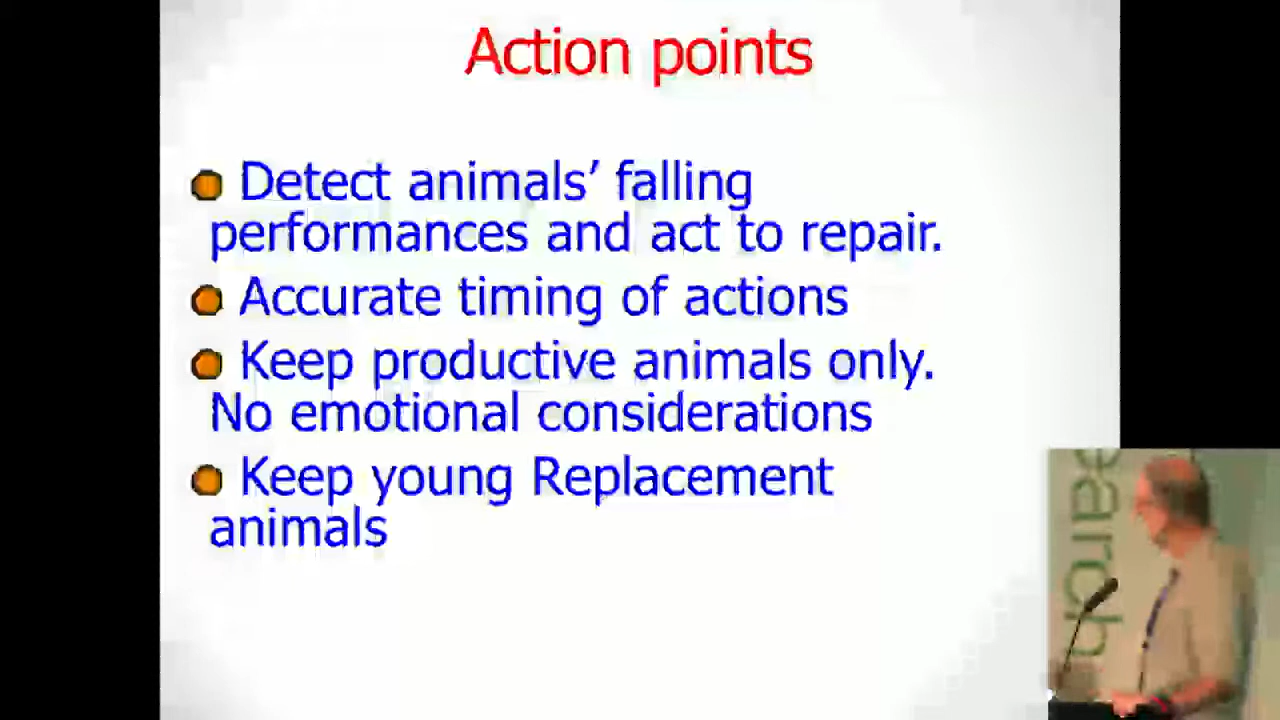 Action points
Detect animals’ falling
performances and act to repair.
Accurate timing of actions
Keep productive animals only.
No emotional considerations
Keep young Replacement
animals
earch